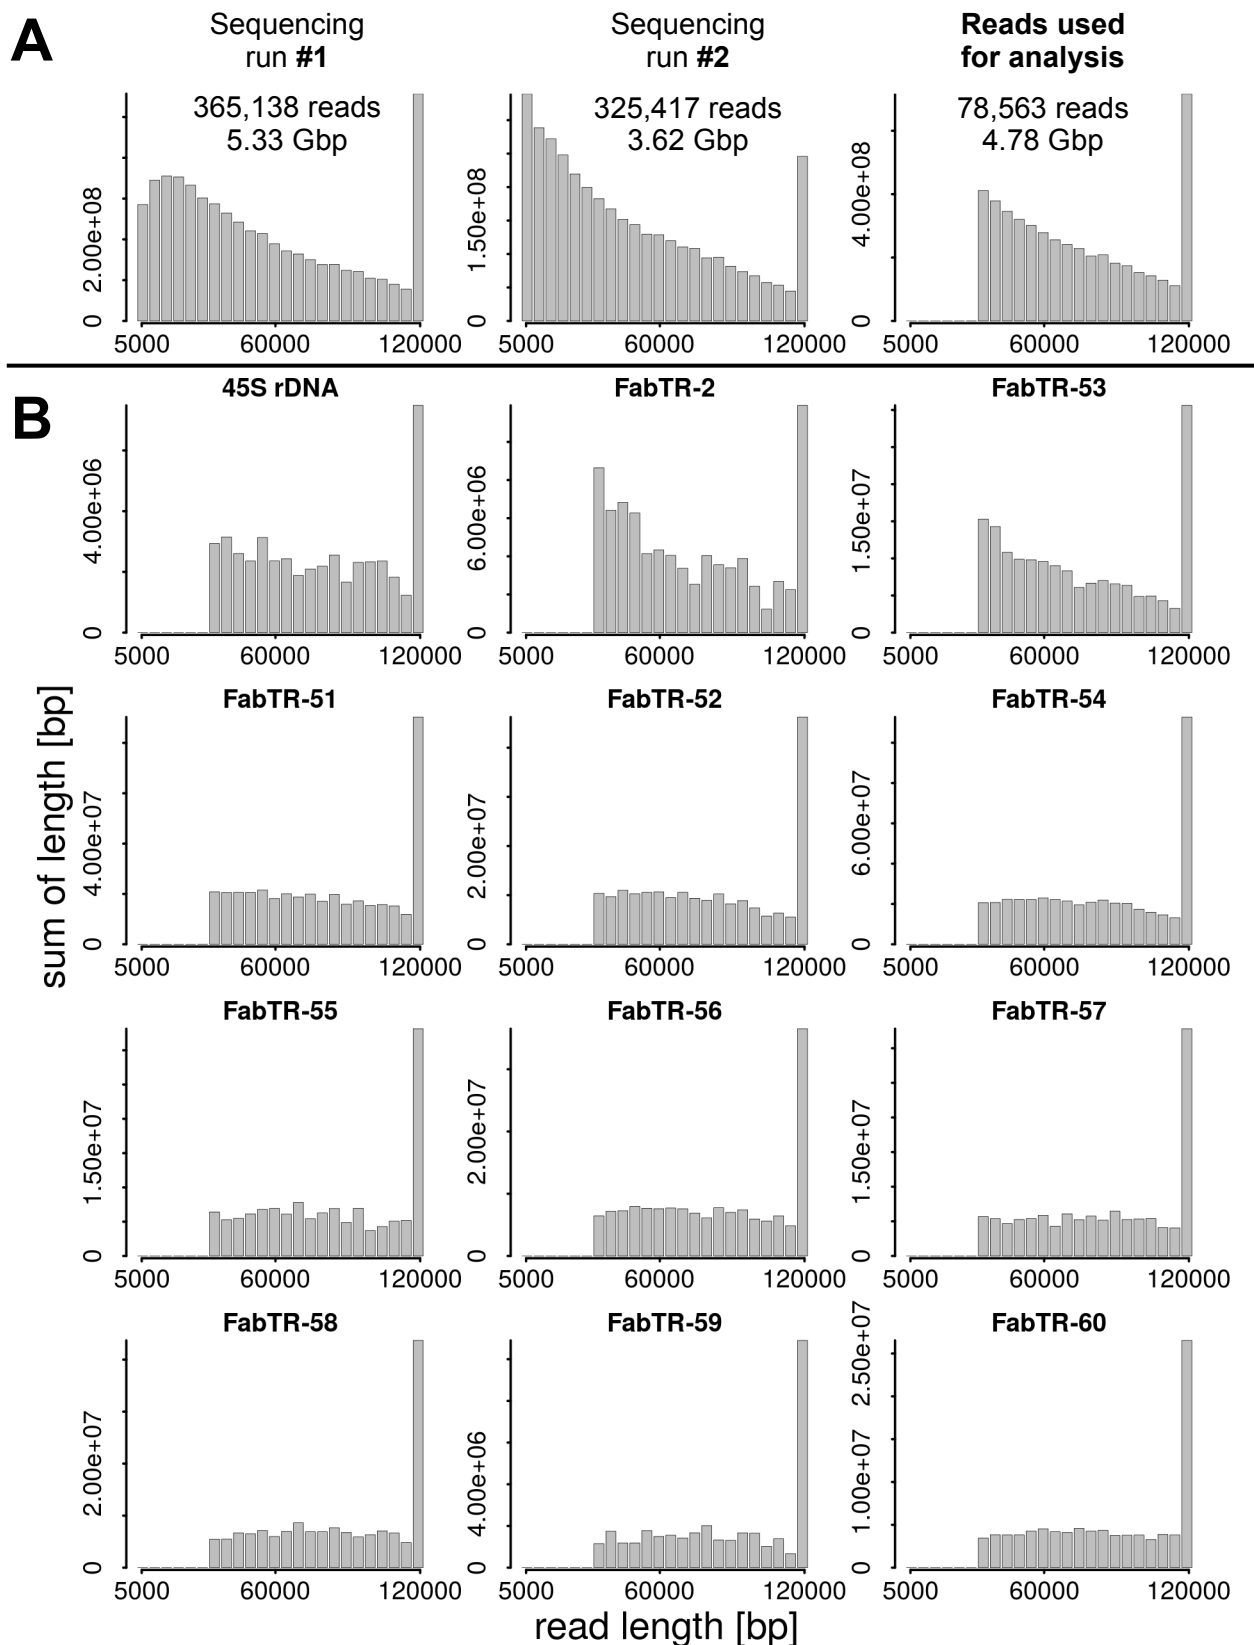 A
Sequencing
run #1
365,138 reads
5.33 Gbp
0
2.00e+08
5000
60000
120000
Sequencing
run #2
325,417 reads
3.62 Gbp
0
1.50e+08
5000
60000
120000
Reads used
for analysis
78,563 reads
4.78 Gbp
0
4.00e+08
5000
60000
120000
B
sum of length [bp]
45S rDNA
0
4.00e+06
5000
60000
120000
FabTR-2
0
6.00e+06
5000
60000
120000
FabTR-53
0
1.50e+07
5000
60000
120000
FabTR-51
0
4.00e+07
5000
60000
120000
FabTR-52
0
2.00e+07
5000
60000
120000
FabTR-54
0
6.00e+07
5000
60000
120000
FabTR-55
0
1.50e+07
5000
60000
120000
FabTR-56
0
2.00e+07
5000
60000
120000
FabTR-57
0
1.50e+07
5000
60000
120000
FabTR-58
0
2.00e+07
5000
60000
120000
FabTR-59
0
4.00e+06
5000
60000
120000
FabTR-60
0
1.00e+07
2.50e+07
5000
60000
120000
read length [bp]